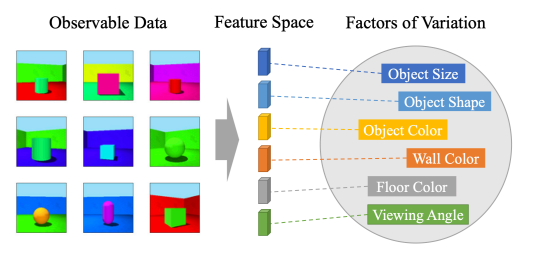 Observable Data
Feature Space
Factors of Variation
Object Size
Object Shape
Object Color
Wall Color
Floor Color
Viewing Angle